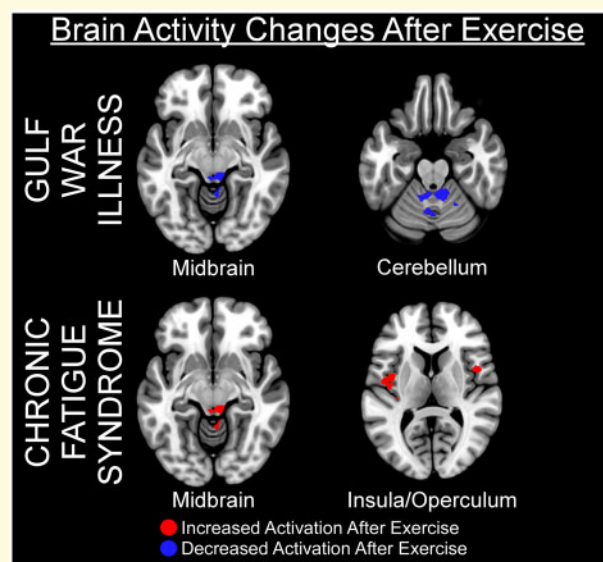 Brain Activity Changes After Exercise
GULF
WAR
ILLNESS
Midbrain
Cerebellum
CHRONIC
FATIGUE
SYNDROME
Midbrain
Insula/Operculum
Increased Activation After Exercise
Decreased Activation After Exercise